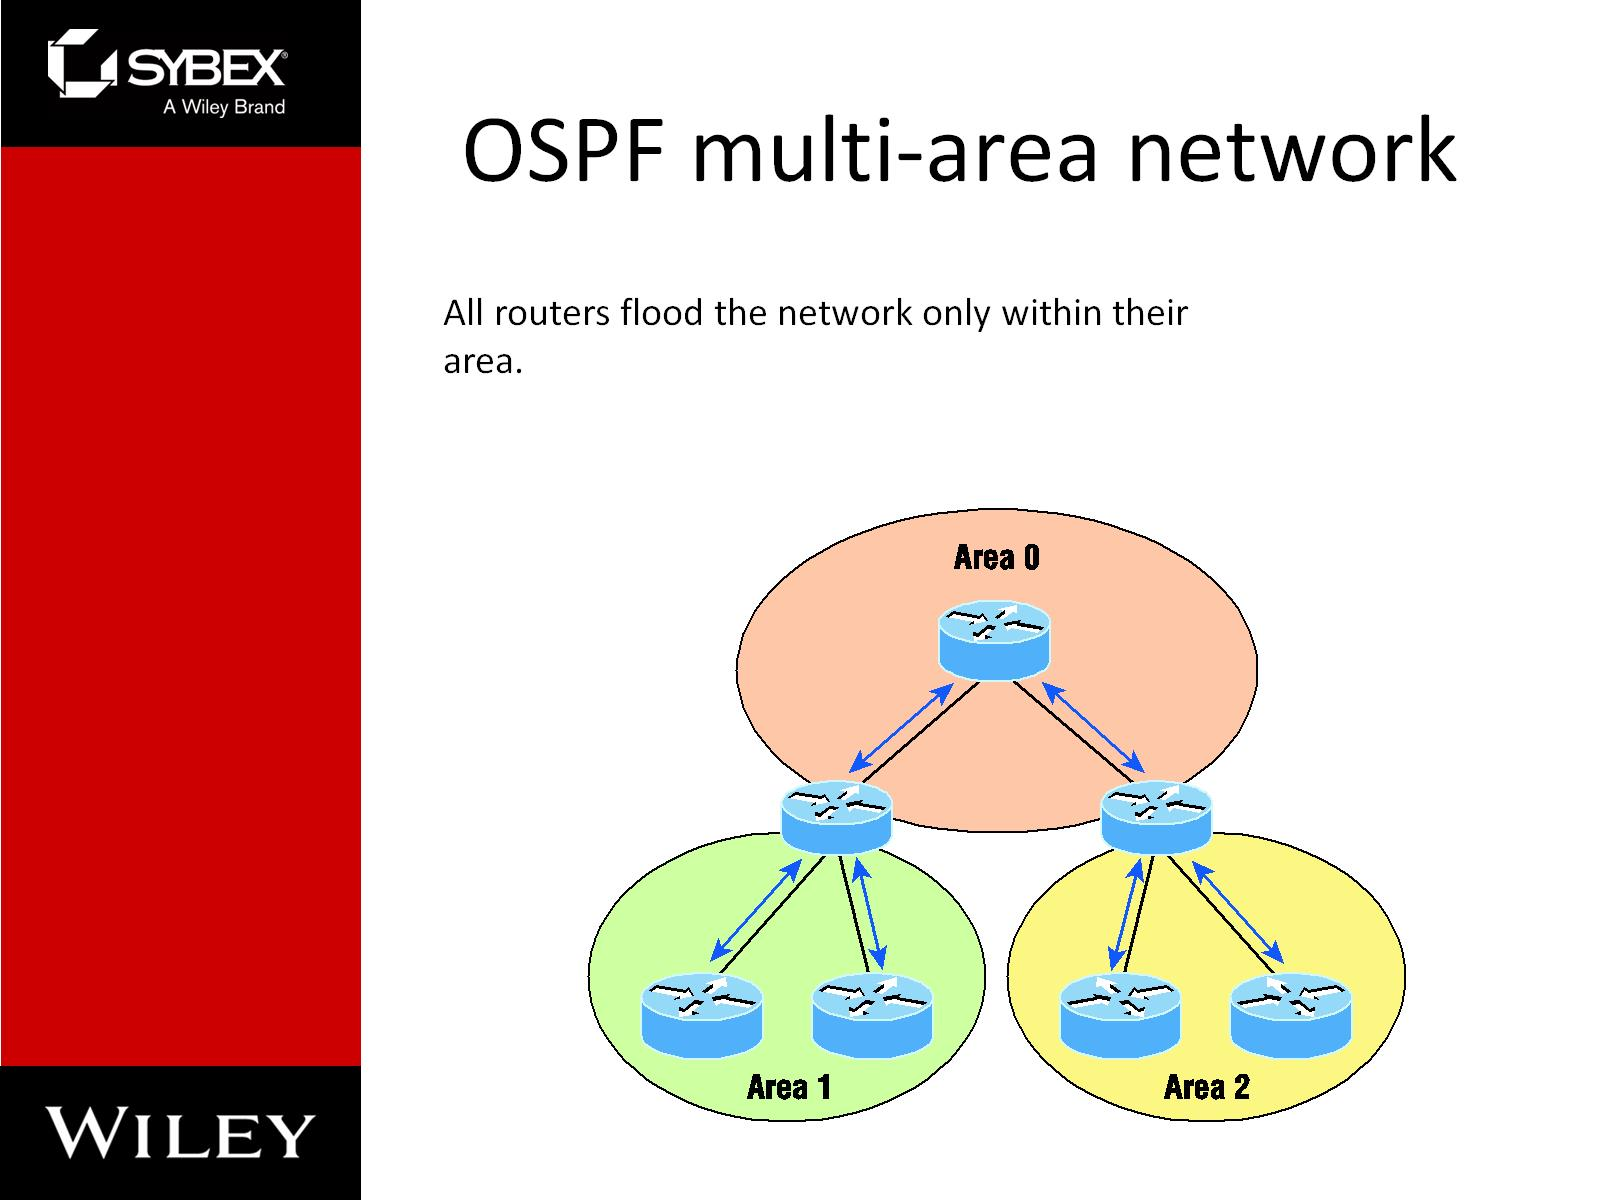 SYBEX®
A Wiley Brand
OSPF multi-area network
All routers flood the network only within their
area.
Area 0
Area 1
Area 2
WILEY